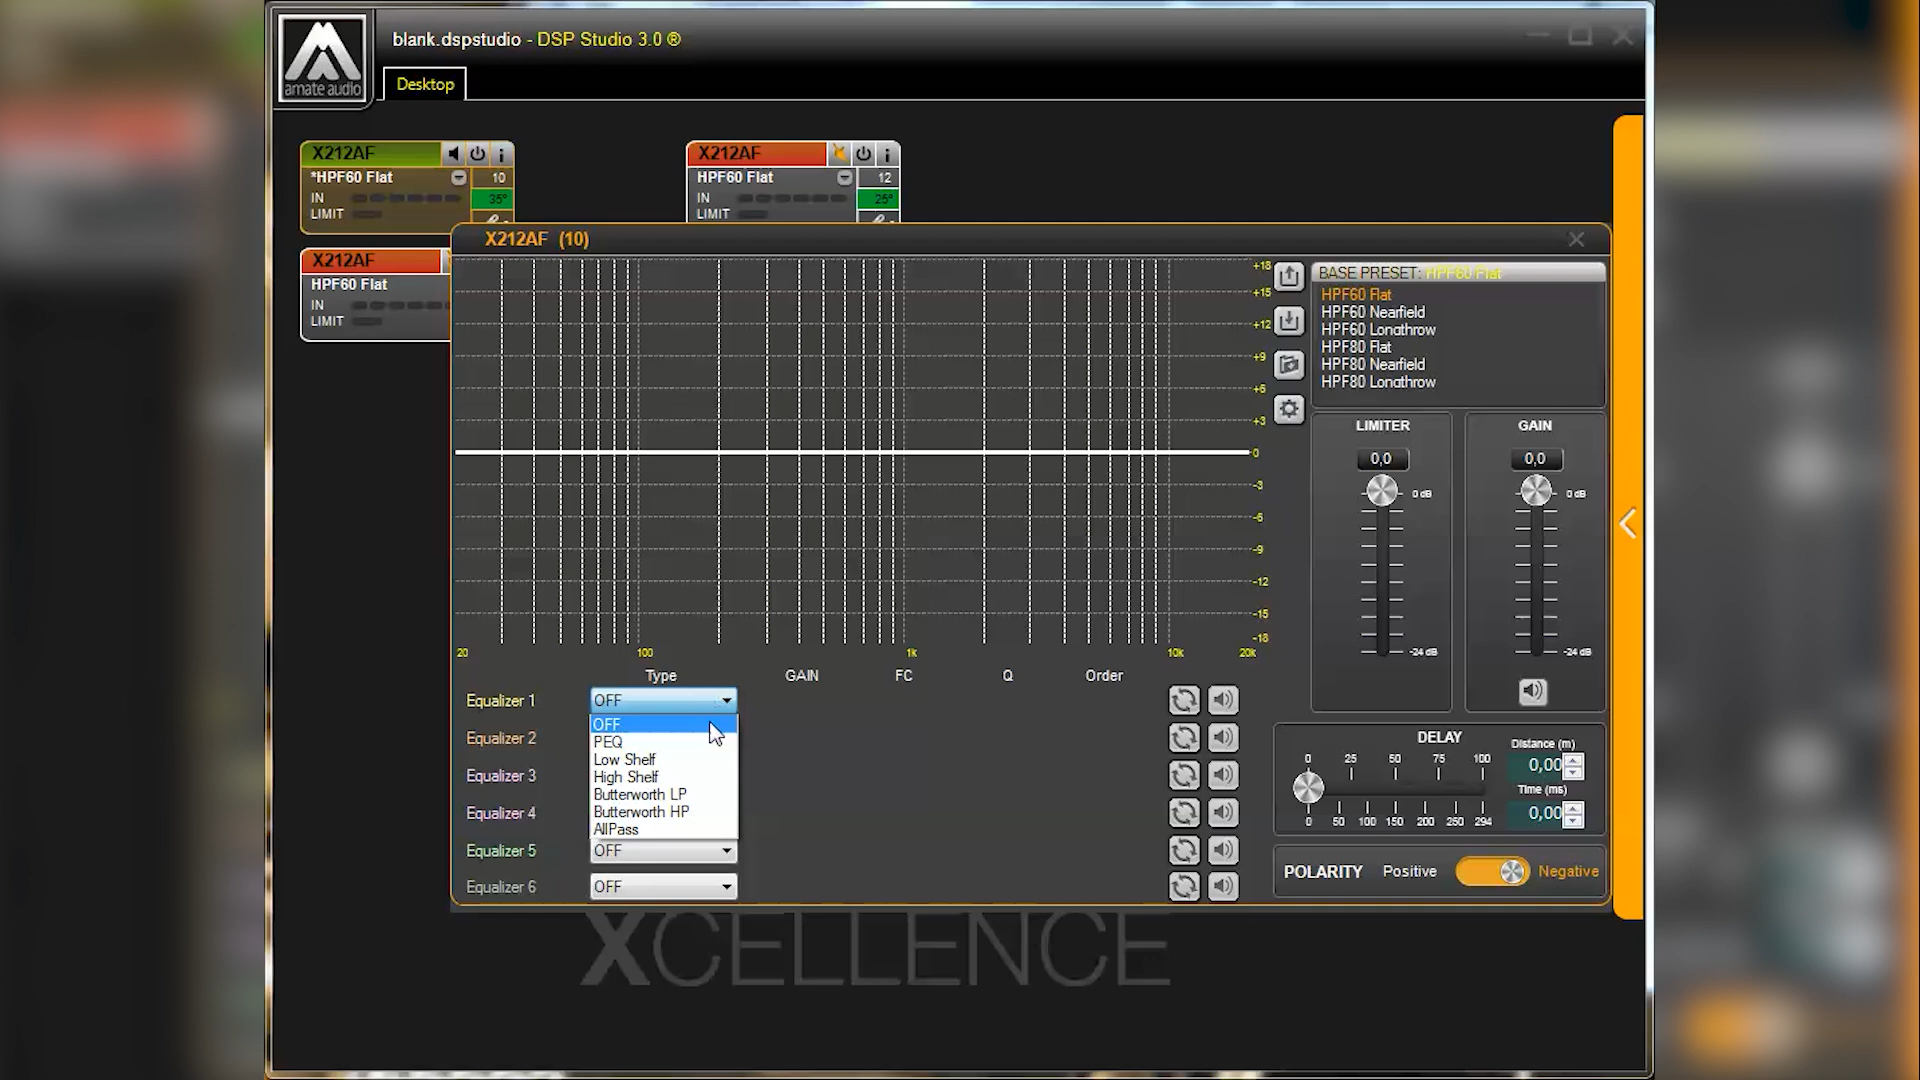 amate audio
blank.dspstudio - DSP Studio 3.0 ®
Desktop
X212AF
*HPF60 Flat
10
IN
35°
LIMIT
X212AF
HPF60 Flat
12
IN
25°
LIMIT
X212AF
HPF60 Flat
IN
LIMIT
X212AF (10)
+18
+15
+12
+9
+6
+3
0
-3
-6
-9
-12
-15
-18
20
100
1k
10k
20k
BASE PRESET: HPF60 Flat
HPF60 Flat
HPF60 Nearfield
HPF60 Longthrow
HPF80 Flat
HPF80 Nearfield
HPF80 Longthrow
LIMITER
0,0
0 dB
-24 dB
GAIN
0,0
0 dB
-24 dB
Type GAIN FC Q Order
Equalizer 1 OFF
Equalizer 2
Equalizer 3
Equalizer 4
Equalizer 5 OFF
Equalizer 6 OFF
OFF
PEQ
Low Shelf
High Shelf
Butterworth LP
Butterworth HP
AllPass
DELAY
0 25 50 75 100
0 50 100 150 200 250 294
Distance (m)
0,00
Time (ms)
0,00
POLARITY Positive Negative
XCELLENCE